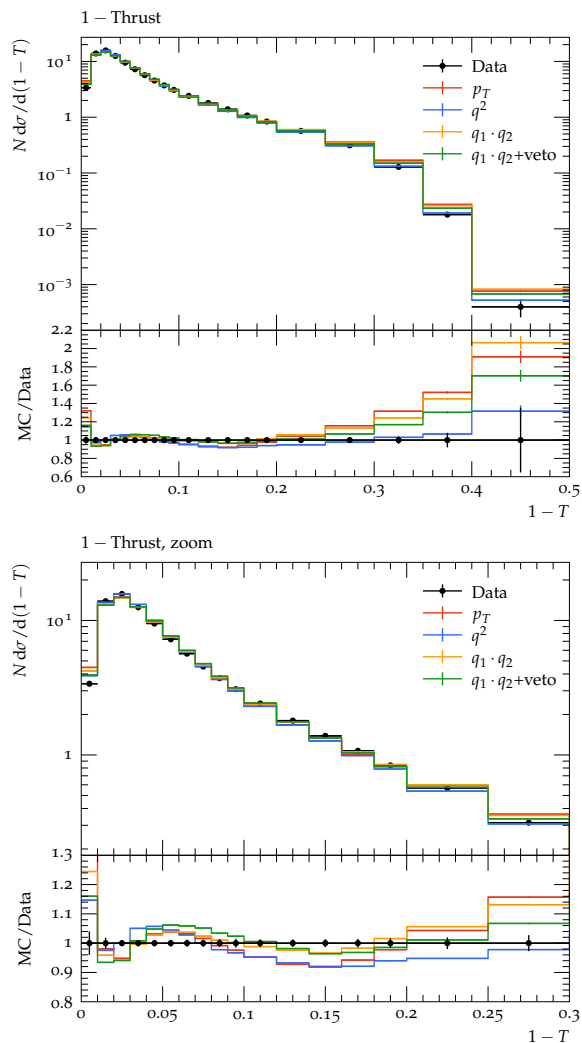 1 − Thrust
N dσ/d(1 − T)
10¹
1
10⁻¹
10⁻²
10⁻³
Data
p_T
q²
q₁ · q₂
q₁ · q₂+veto
MC/Data
2.2
2
1.8
1.6
1.4
1.2
1
0.8
0.6
0 0.1 0.2 0.3 0.4 0.5
1 − T
1 − Thrust, zoom
N dσ/d(1 − T)
10¹
1
Data
p_T
q²
q₁ · q₂
q₁ · q₂+veto
MC/Data
1.3
1.2
1.1
1.0
0.9
0.8
0 0.05 0.1 0.15 0.2 0.25 0.3
1 − T